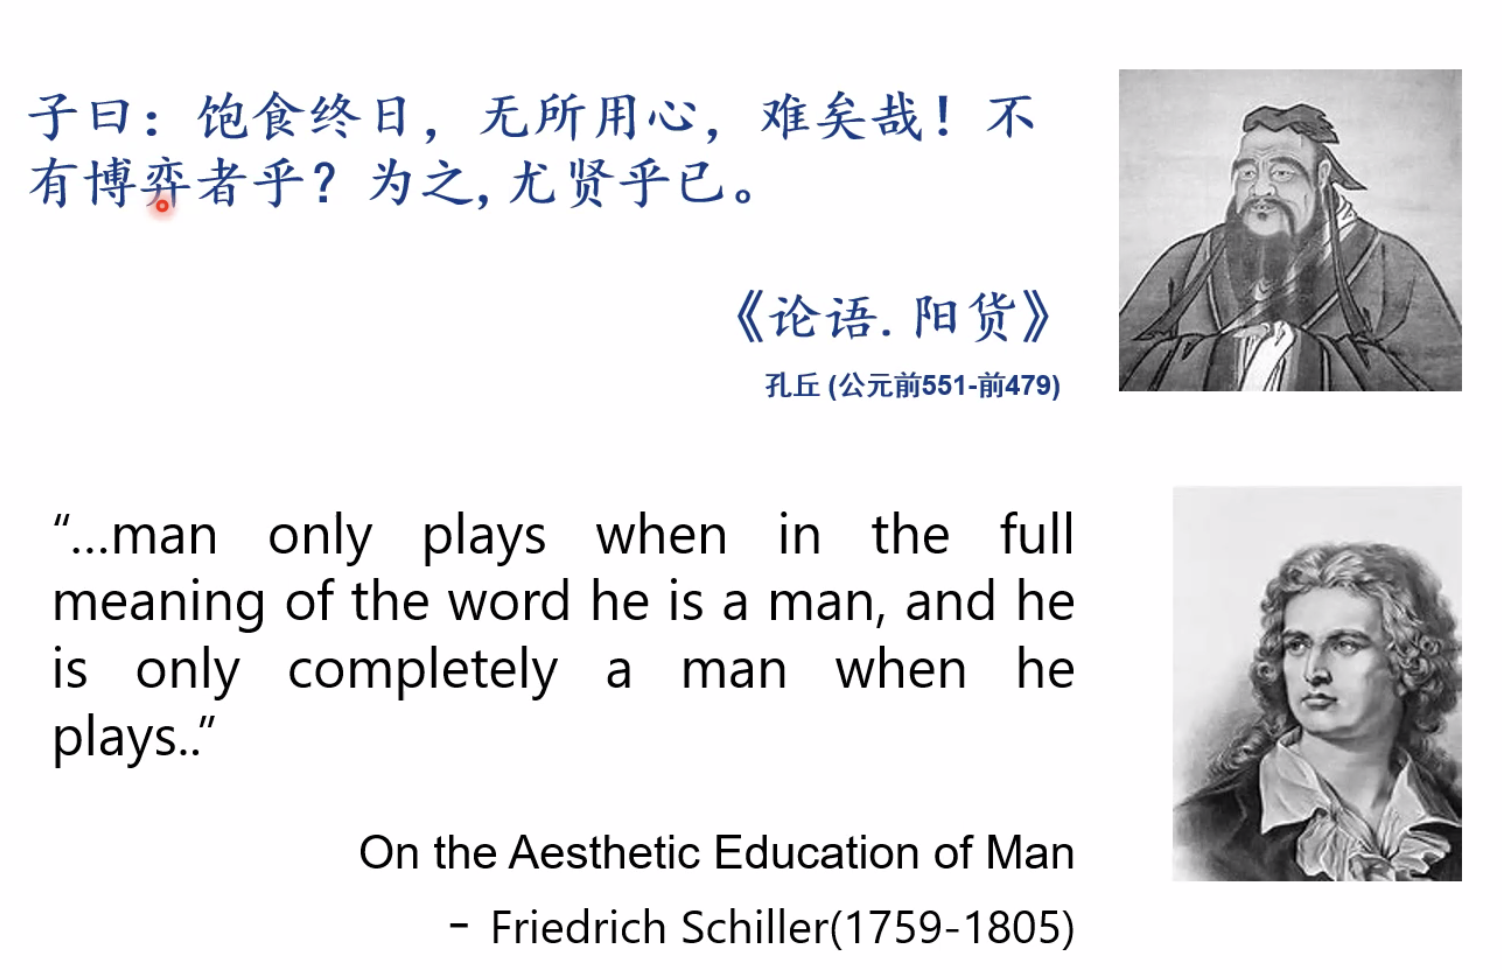 子曰：饱食终日，无所用心，难矣哉！不
有博弈者乎？为之,尤贤乎已。
《论语.阳货》
孔丘 (公元前551-前479)
“...man only plays when in the full
meaning of the word he is a man, and he
is only completely a man when he
plays..”
On the Aesthetic Education of Man
- Friedrich Schiller(1759-1805)